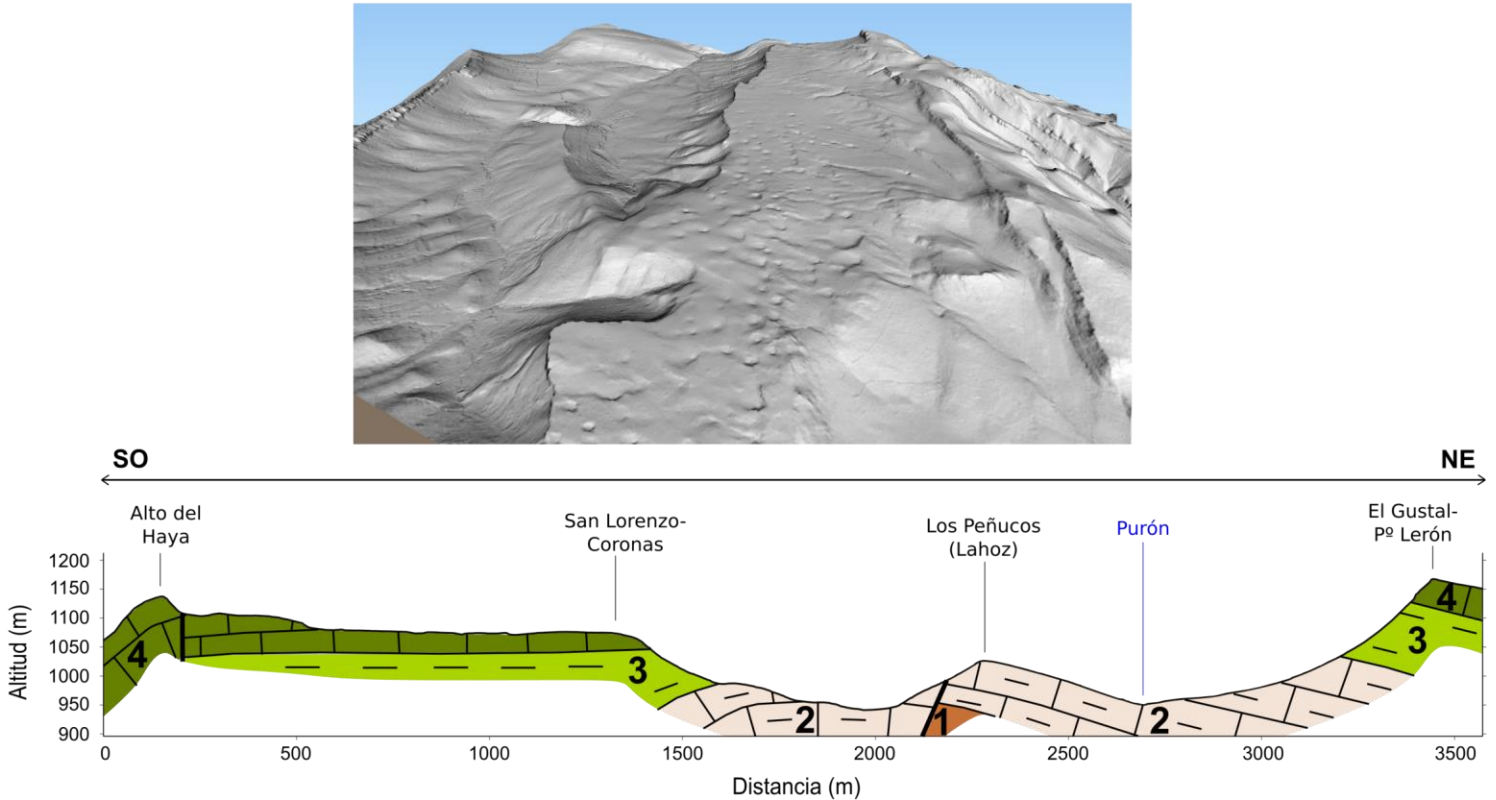 SO
NE
Alto del
Haya
San Lorenzo-
Coronas
Los Peñucos
(Lahoz)
Purón
El Gustal-
Pº Lerón
Altitud (m)
1200
1150
1100
1050
1000
950
900
4
3
2
1
2
3
4
0
500
1000
1500
2000
2500
3000
3500
Distancia (m)